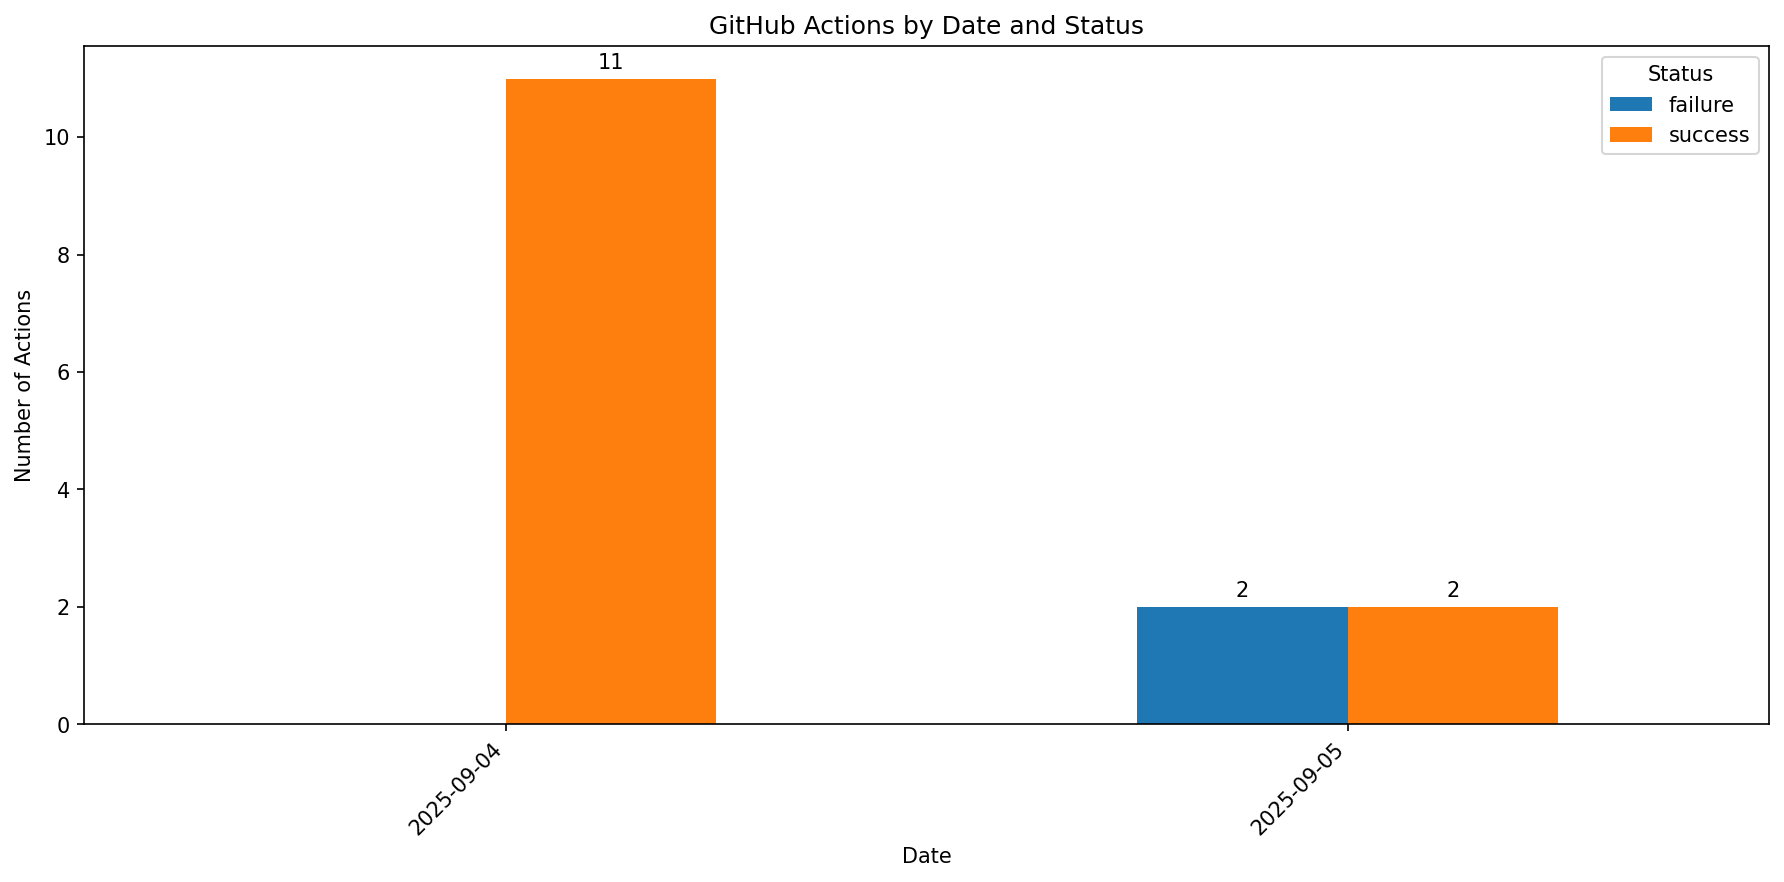 GitHub Actions by Date and Status
11
Status
failure
success
10
8
6
4
2
0
Number of Actions
2
2
2025-09-04
2025-09-05
Date